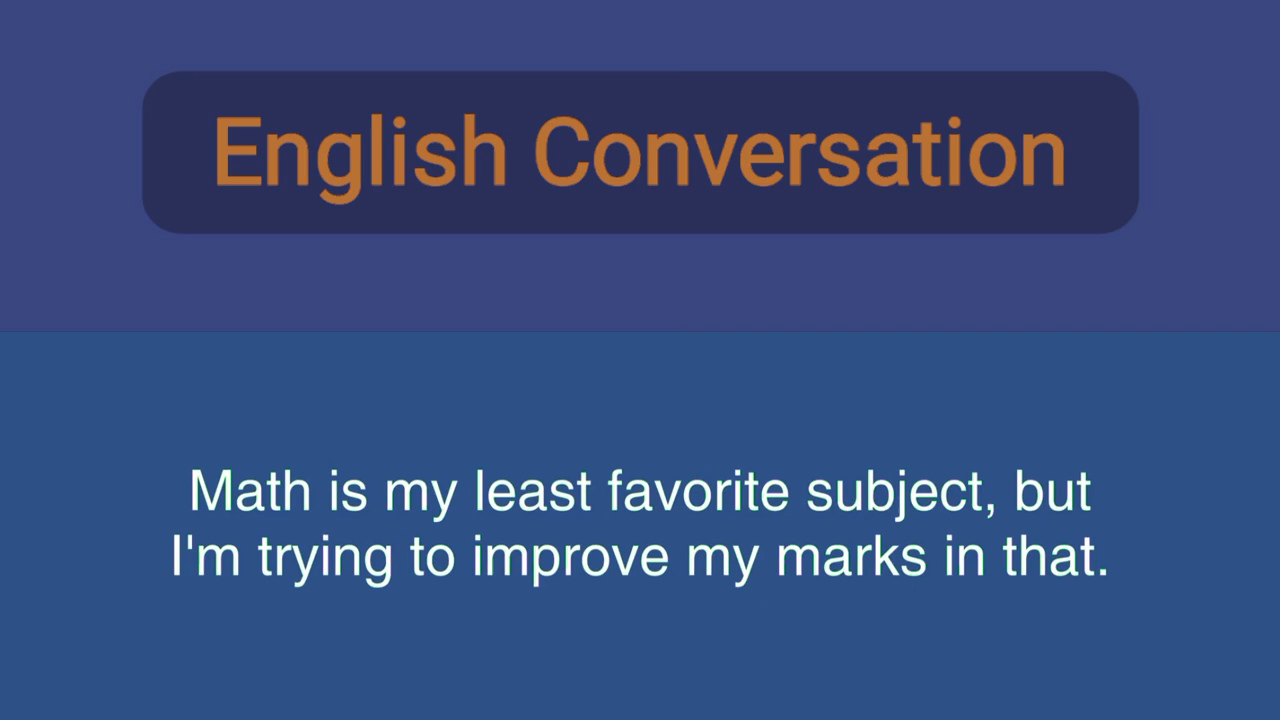 English Conversation
Math is my least favorite subject, but
I'm trying to improve my marks in that.